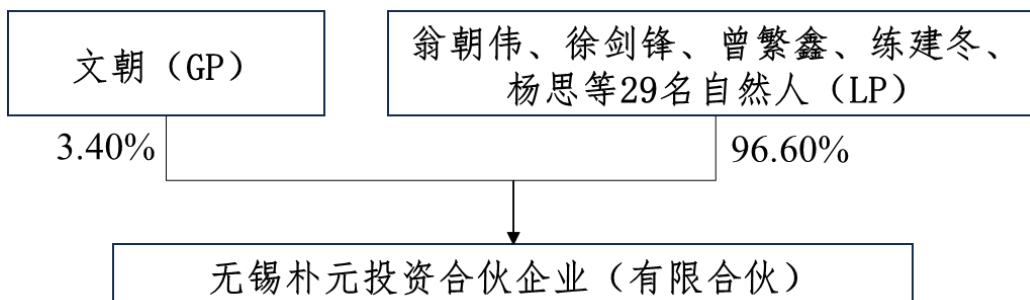 文朝（GP）
翁朝伟、徐剑锋、曾繁鑫、练建冬、
杨思等29名自然人（LP）
3.40%
96.60%
无锡朴元投资合伙企业（有限合伙）